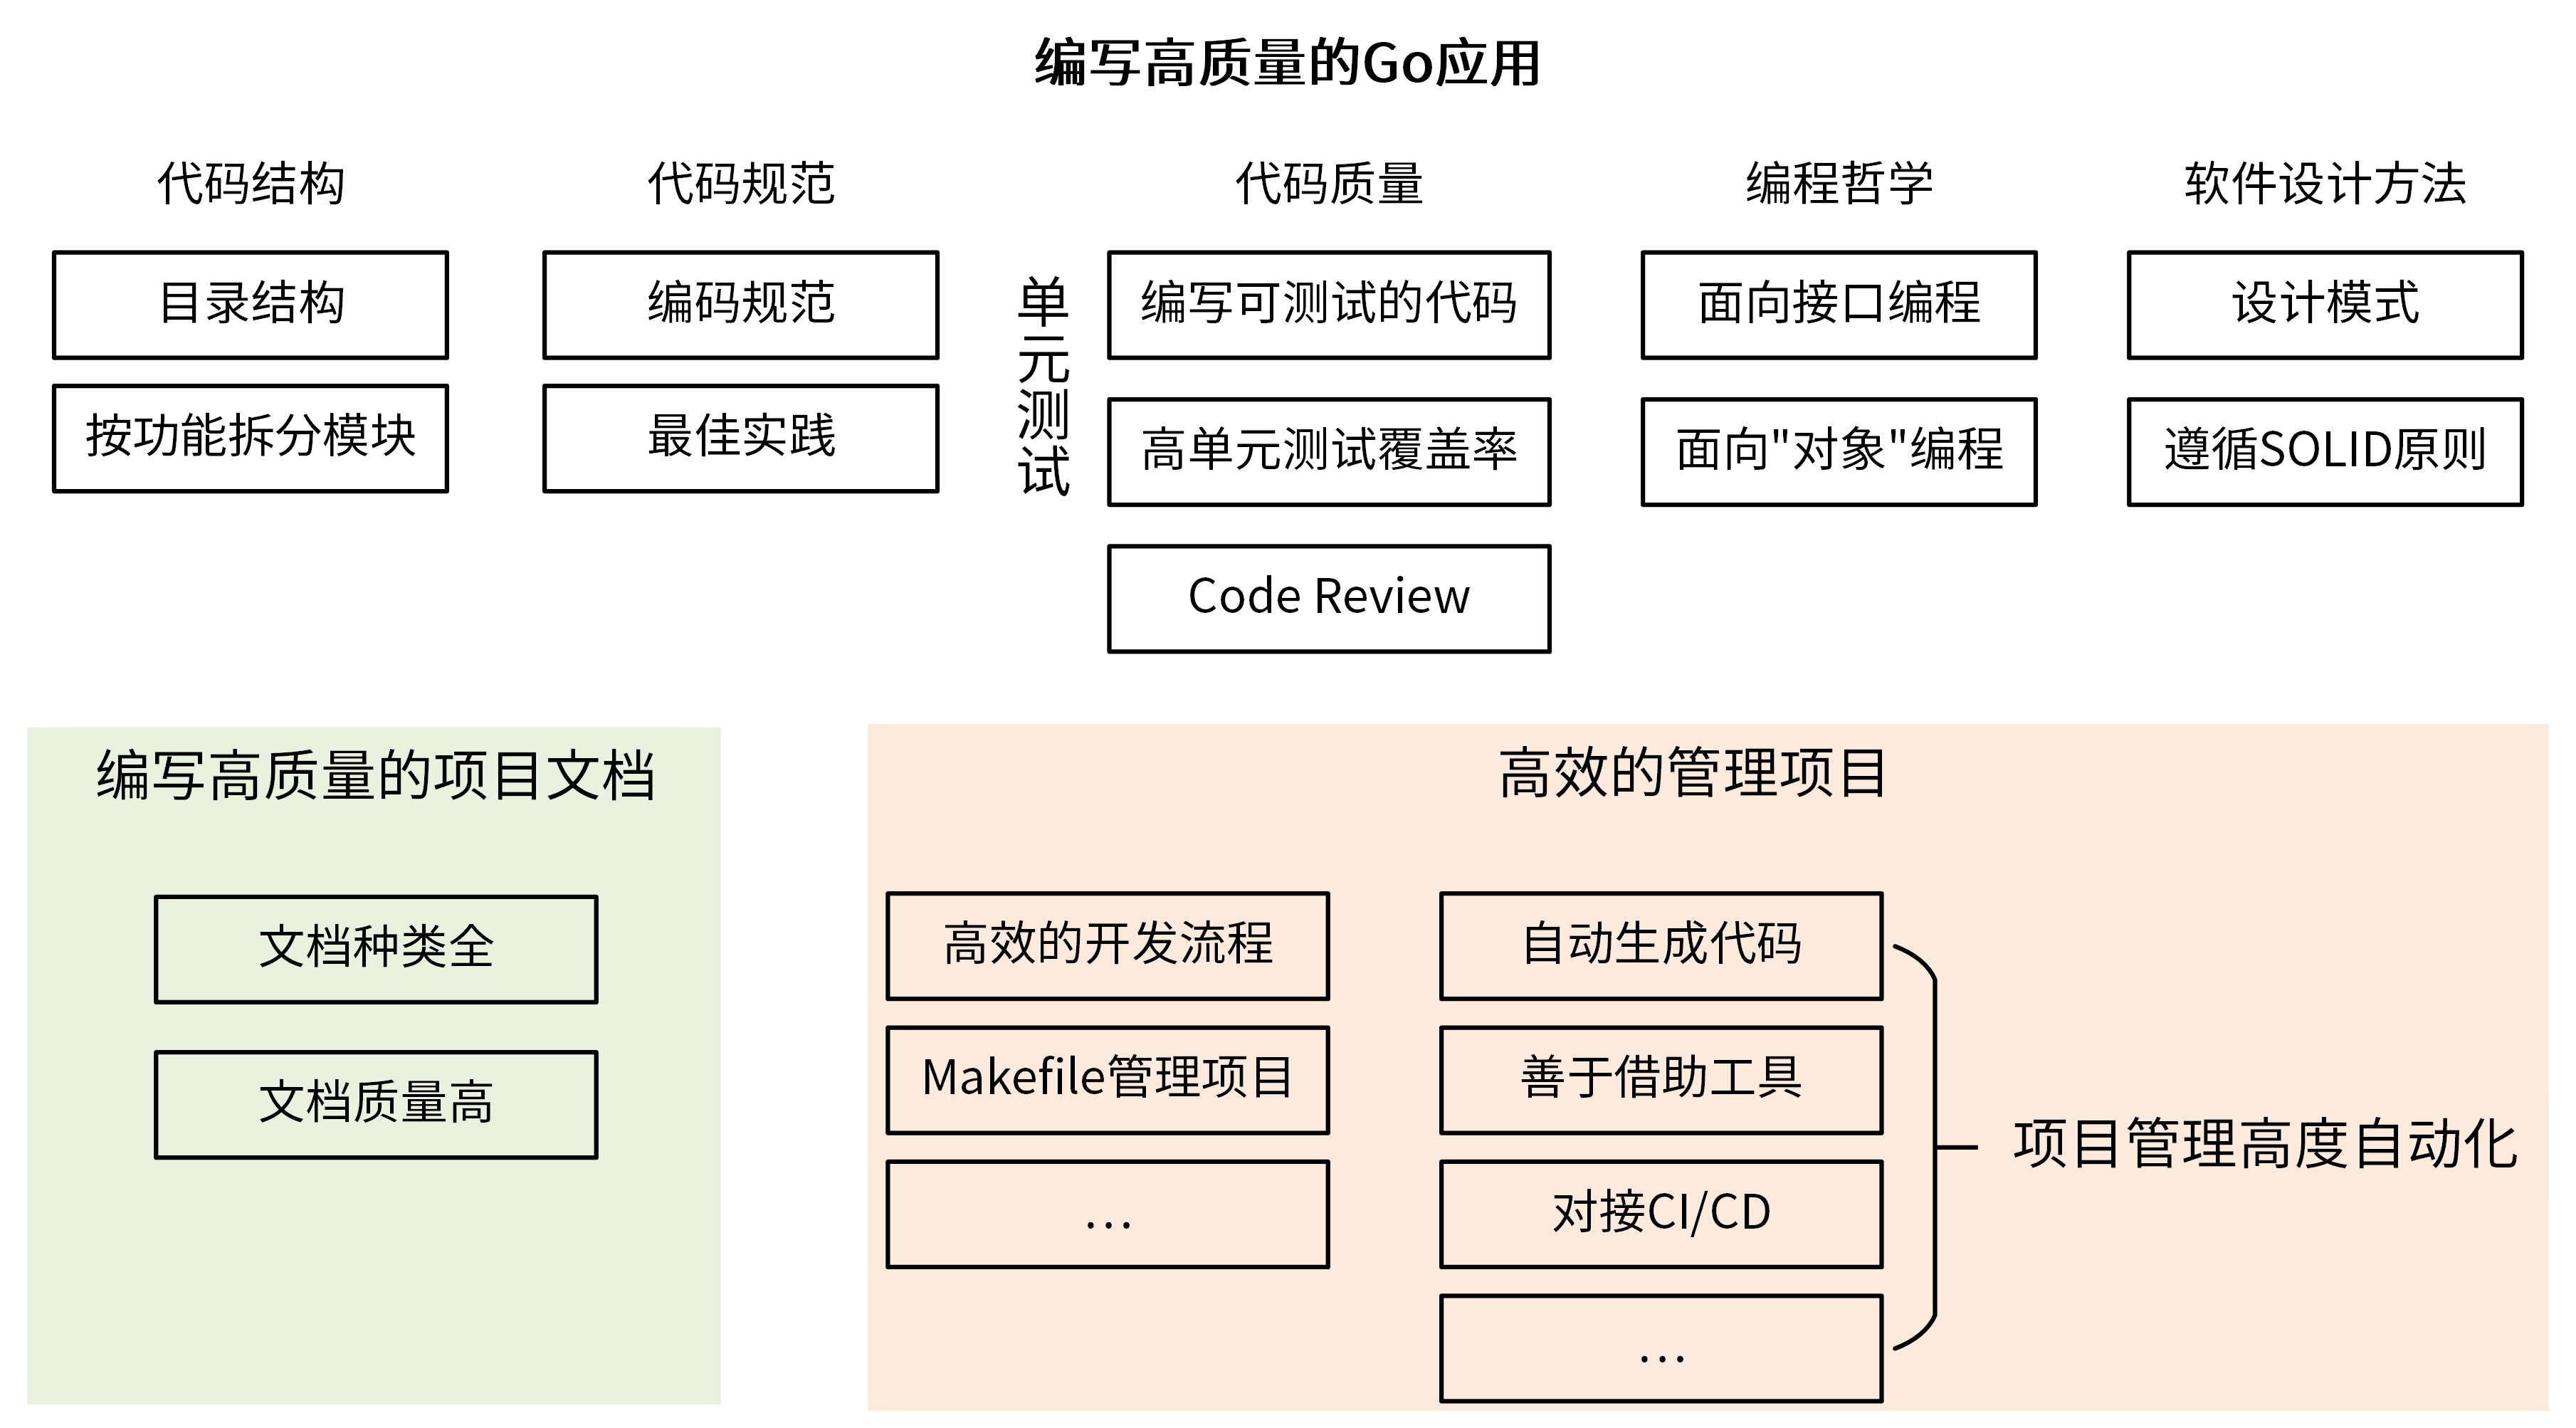 编写高质量的Go应用
代码结构
目录结构
按功能拆分模块
代码规范
编码规范
最佳实践
代码质量
单元测试
编写可测试的代码
高单元测试覆盖率
Code Review
编程哲学
面向接口编程
面向"对象"编程
软件设计方法
设计模式
遵循SOLID原则
编写高质量的项目文档
文档种类全
文档质量高
高效的管理项目
高效的开发流程
Makefile管理项目
...
自动生成代码
善于借助工具
对接CI/CD
...
项目管理高度自动化